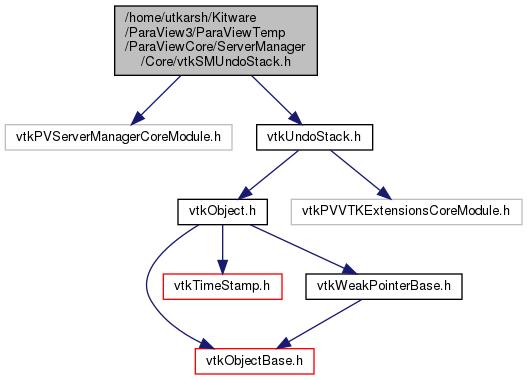 /home/utkarsh/Kitware
/ParaView3/ParaViewTemp
/ParaViewCore/ServerManager
/Core/vtkSMUndoStack.h
vtkPVServerManagerCoreModule.h
vtkUndoStack.h
vtkObject.h
vtkPVVTKExtensionsCoreModule.h
vtkTimeStamp.h
vtkWeakPointerBase.h
vtkObjectBase.h